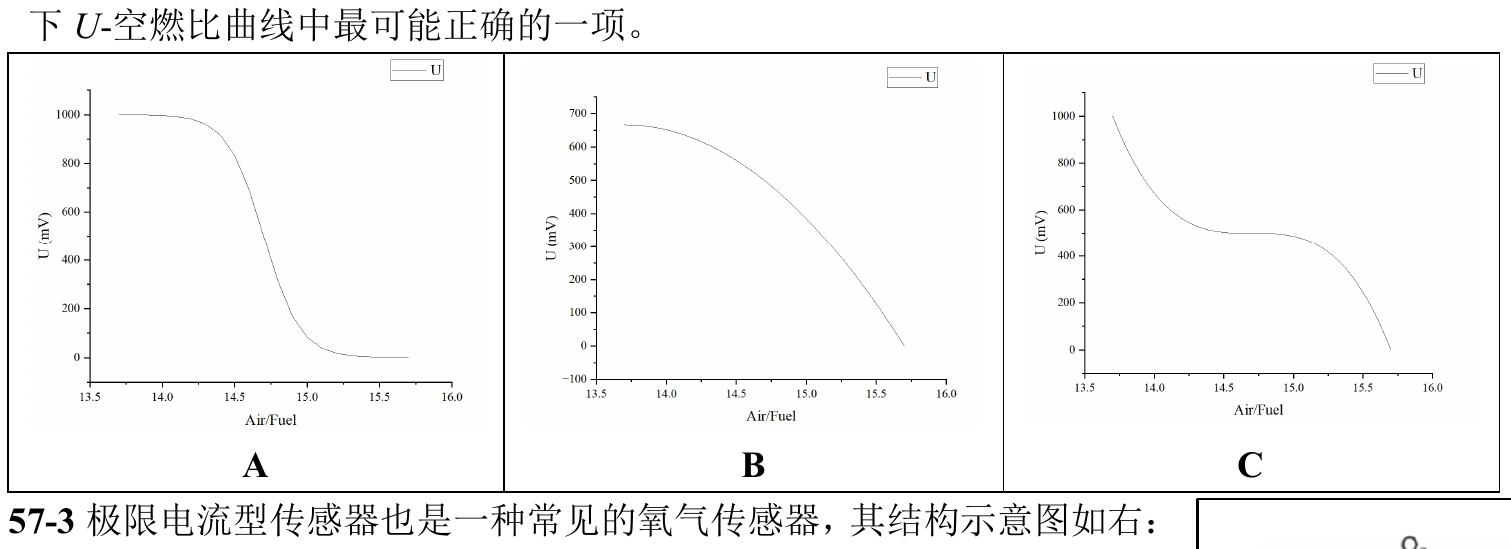 下 U-空燃比曲线中最可能正确的一项。
U
1000
800
600
400
200
0
U (mV)
13.5 14.0 14.5 15.0 15.5 16.0
Air/Fuel
A
U
700
600
500
400
300
200
100
0
−100
U (mV)
13.5 14.0 14.5 15.0 15.5 16.0
Air/Fuel
B
U
1000
800
600
400
200
0
U (mV)
13.5 14.0 14.5 15.0 15.5 16.0
Air/Fuel
C
57-3 极限电流型传感器也是一种常见的氧气传感器，其结构示意图如右：